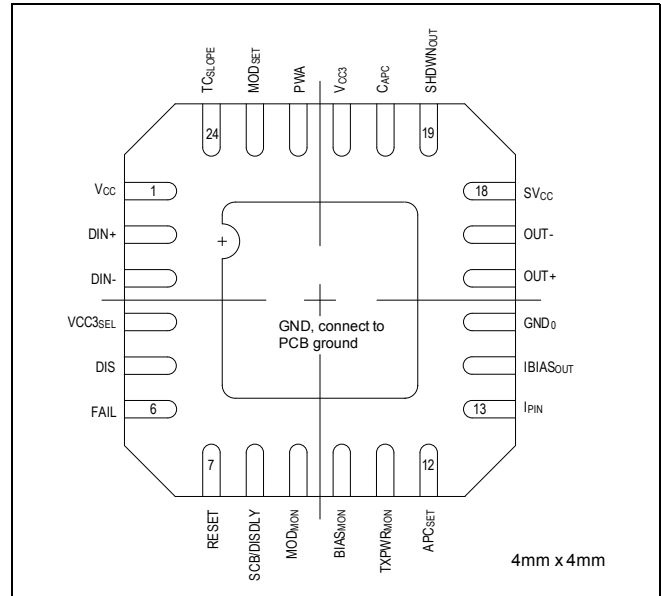 TCSLOPE
MODSET
PWA
VCC3
CAPC
SHDWNOUT
24
19
VCC
1
18
SVCC
DIN+
OUT-
DIN-
OUT+
VCC3SEL
GND0
GND, connect to
PCB ground
DIS
IBIASOUT
FAIL
6
13
IPIN
7
12
RESET
SCB/DISDLY
MODMON
BIASMON
TXPWRMON
APCSET
4mm x 4mm